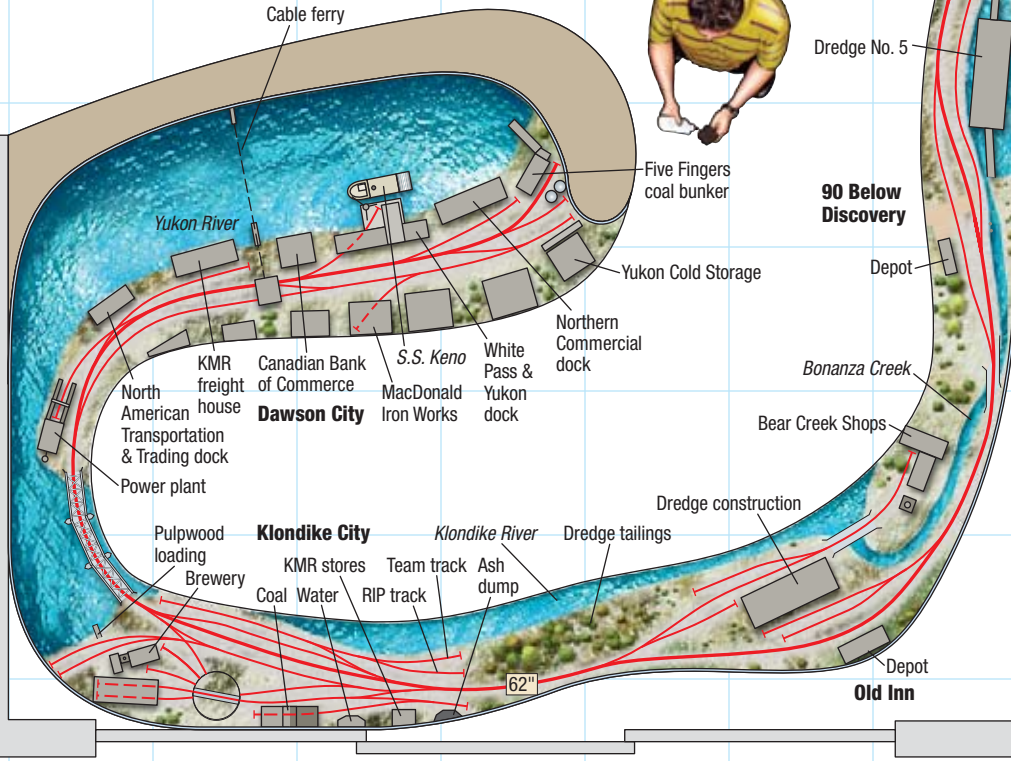 Cable ferry
Dredge No. 5
Five Fingers
coal bunker
90 Below
Discovery
Yukon River
Depot
Yukon Cold Storage
KMR
freight
house
Canadian Bank
of Commerce
S.S. Keno
White
Pass &
Yukon
dock
Northern
Commercial
dock
North
American
Transportation
& Trading dock
Dawson City
MacDonald
Iron Works
Bonanza Creek
Bear Creek Shops
Power plant
Dredge construction
Pulpwood
loading
Klondike City
Klondike River
Dredge tailings
Brewery
KMR stores
Team track
Ash
dump
Coal
Water
RIP track
62"
Depot
Old Inn